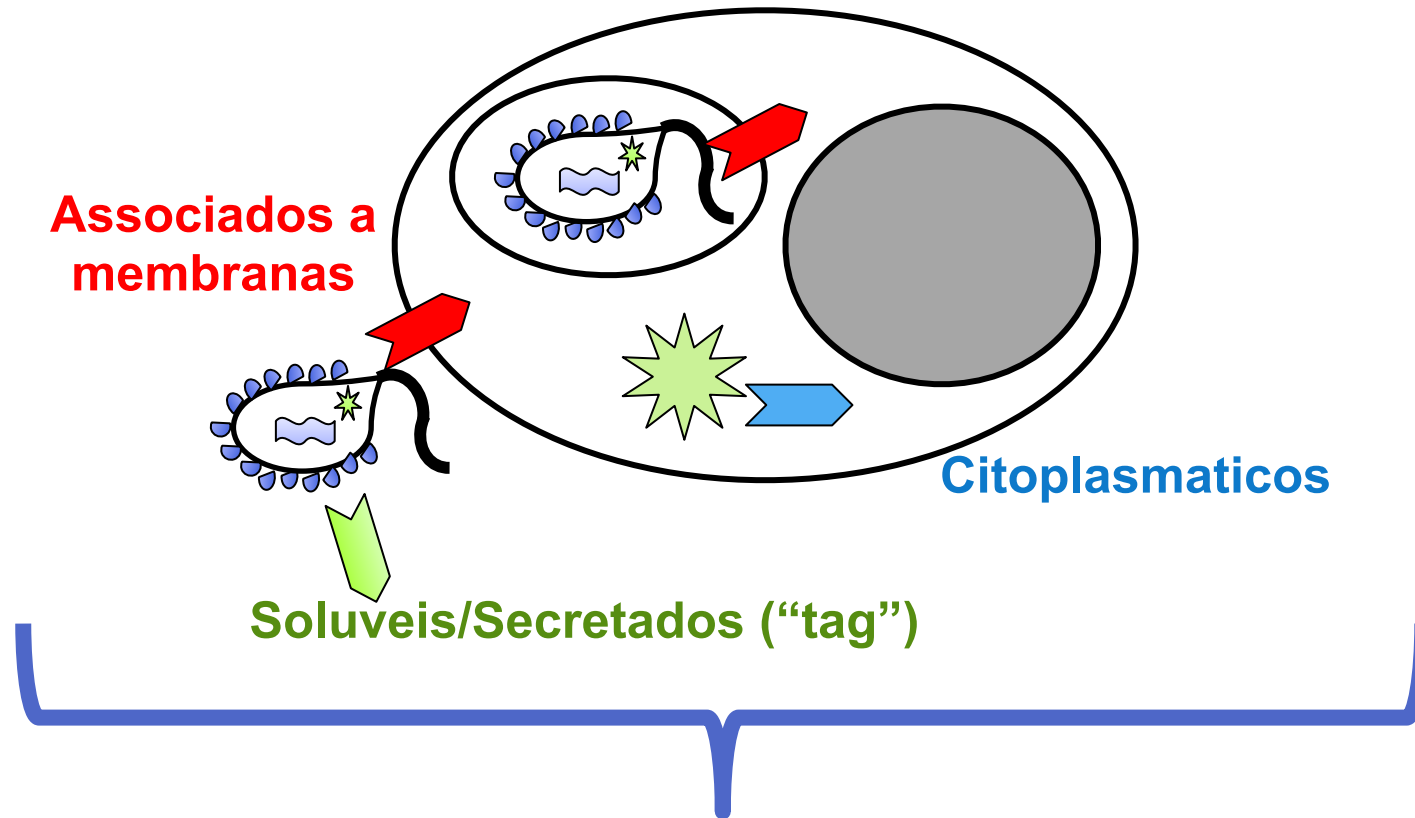 Associados a
membranas
Citoplasmaticos
Soluveis/Secretados (“tag”)